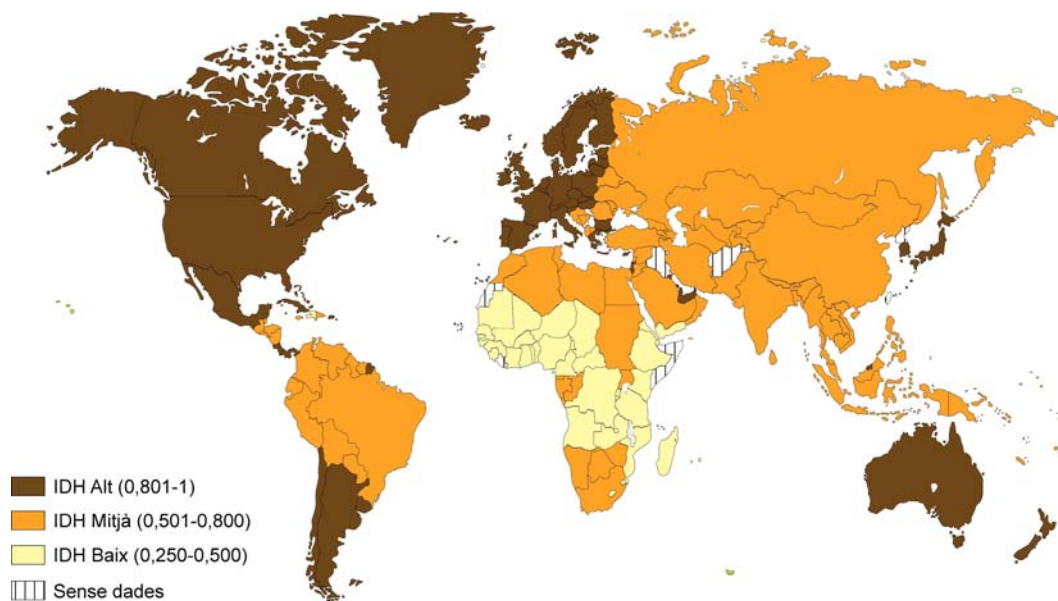 IDH Alt (0,801-1)
IDH Mitjà (0,501-0,800)
IDH Baix (0,250-0,500)
Sense dades